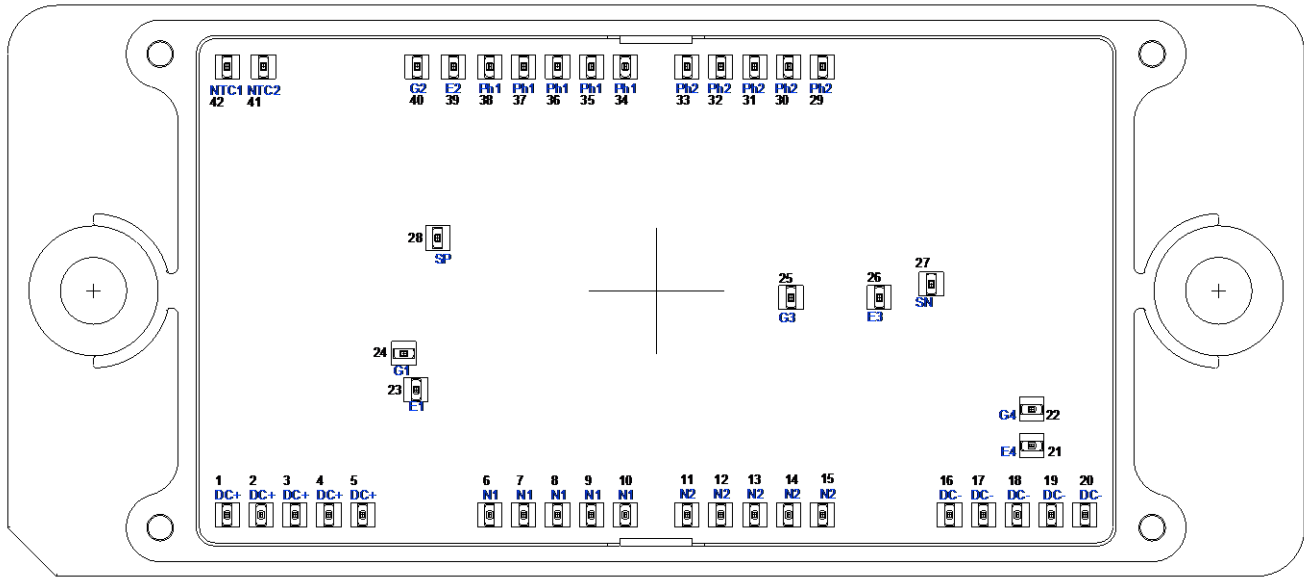 NTC1 NTC2 G2 E2 Ph1 Ph1 Ph1 Ph1 Ph1 Ph2 Ph2 Ph2 Ph2 Ph2
42 41 40 39 38 37 36 35 34 33 32 31 30 29
28
SP
27
SN
25
G3
26
E3
24
G1
23
E1
G4 22
E4 21
1 2 3 4 5 6 7 8 9 10 11 12 13 14 15 16 17 18 19 20
DC+ DC+ DC+ DC+ DC+ N1 N1 N1 N1 N1 N2 N2 N2 N2 N2 DC- DC- DC- DC- DC-